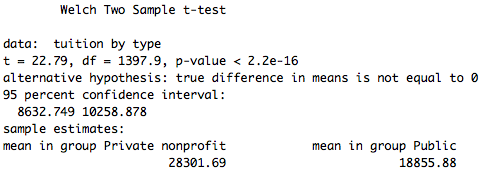 Welch Two Sample t-test
data:  tuition by type
t = 22.79, df = 1397.9, p-value < 2.2e-16
alternative hypothesis: true difference in means is not equal to 0
95 percent confidence interval:
8632.749 10258.878
sample estimates:
mean in group Private nonprofit mean in group Public
28301.69 18855.88